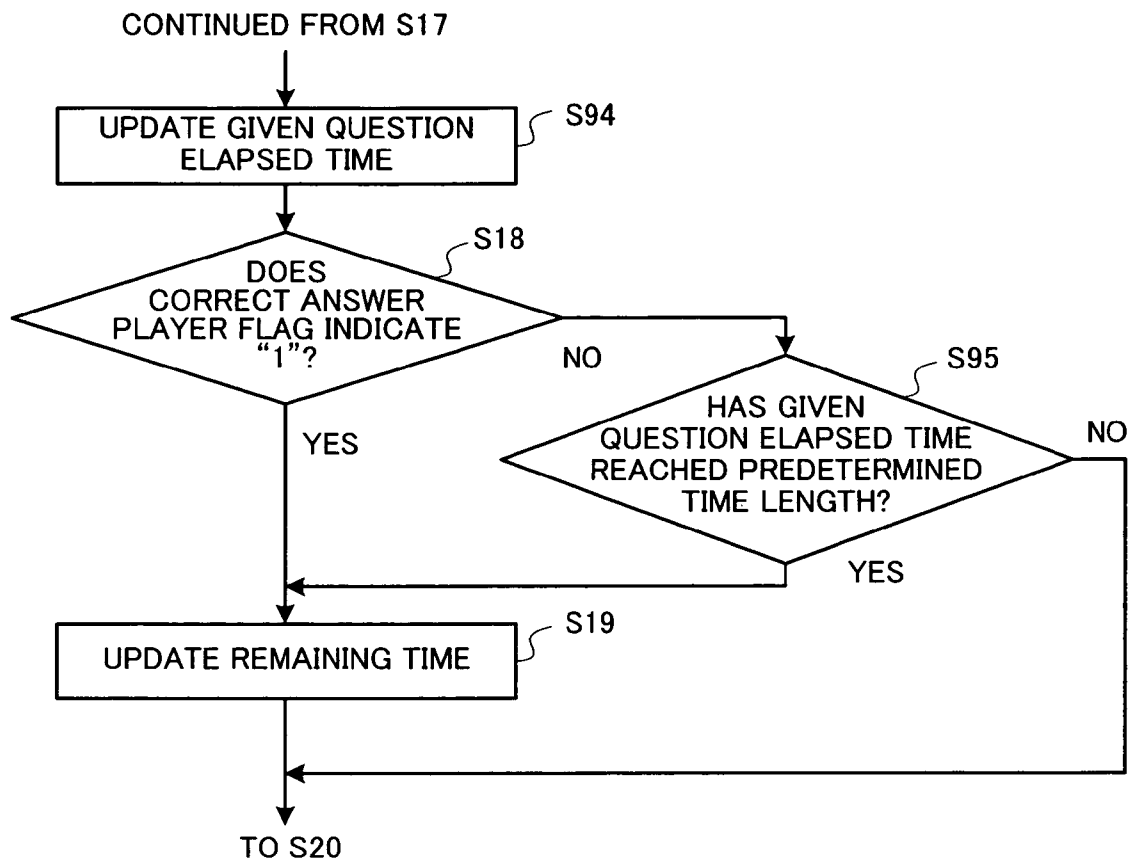 CONTINUED FROM S17
UPDATE GIVEN QUESTION
ELAPSED TIME
S94
DOES
CORRECT ANSWER
PLAYER FLAG INDICATE
“1”?
S18
NO
YES
HAS GIVEN
QUESTION ELAPSED TIME
REACHED PREDETERMINED
TIME LENGTH?
S95
NO
YES
UPDATE REMAINING TIME
S19
TO S20